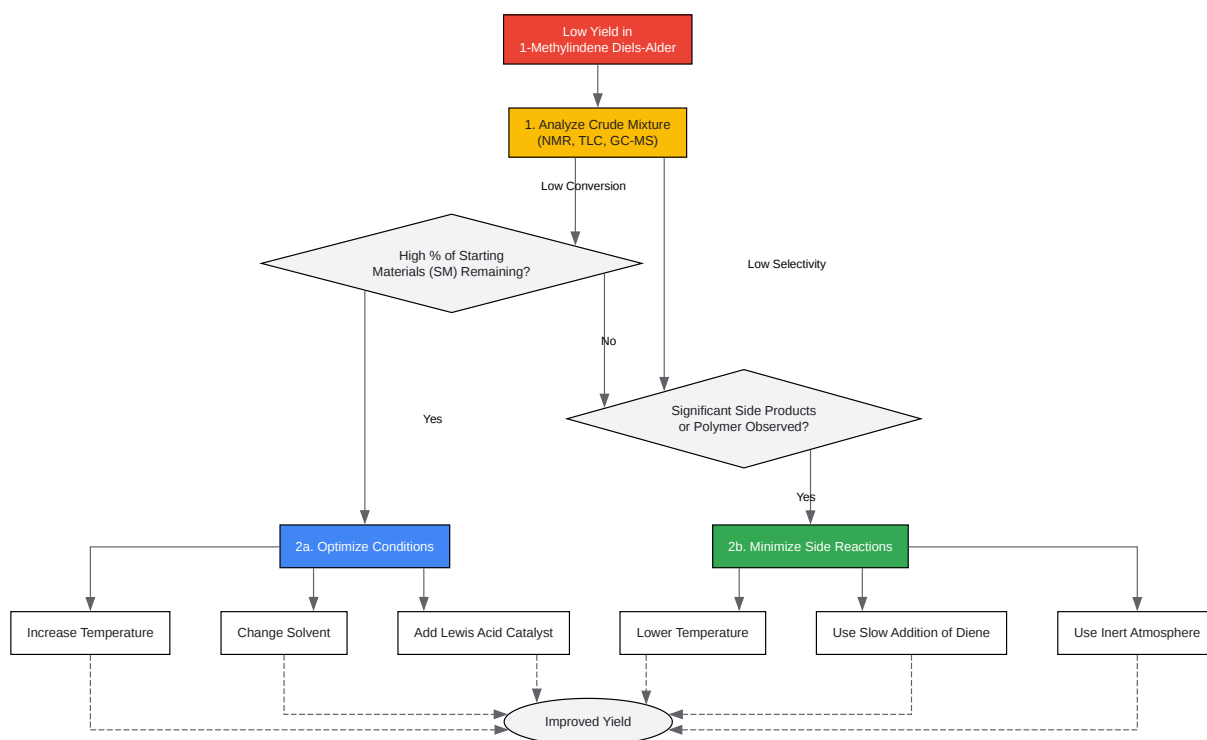 Low Yield in
1-Methylindene Diels-Alder
1. Analyze Crude Mixture
(NMR, TLC, GC-MS)
Low Conversion
High % of Starting
Materials (SM) Remaining?
Low Selectivity
No
Significant Side Products
or Polymer Observed?
Yes
Yes
2a. Optimize Conditions
2b. Minimize Side Reactions
Increase Temperature
Change Solvent
Add Lewis Acid Catalyst
Lower Temperature
Use Slow Addition of Diene
Use Inert Atmosphere
Improved Yield